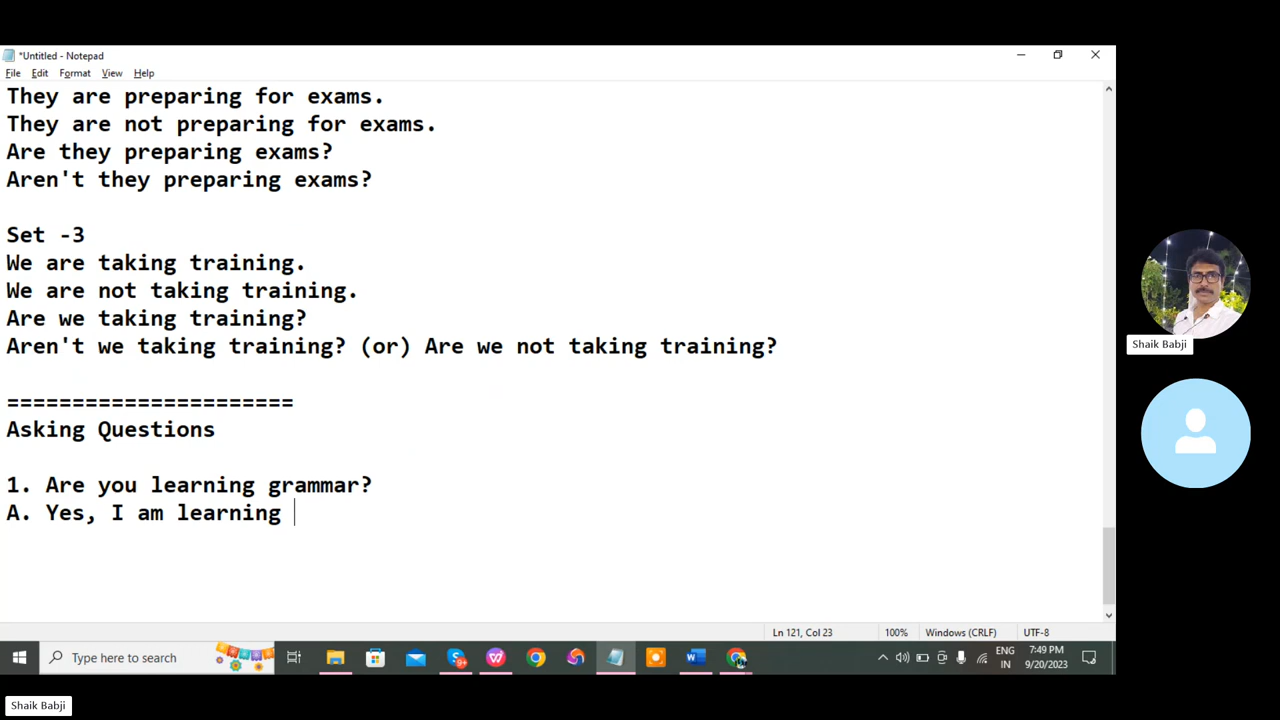 *Untitled - Notepad
File Edit Format View Help
They are preparing for exams.
They are not preparing for exams.
Are they preparing exams?
Aren't they preparing exams?
Set -3
We are taking training.
We are not taking training.
Are we taking training?
Aren't we taking training? (or) Are we not taking training?
======================
Asking Questions
1. Are you learning grammar?
A. Yes, I am learning
Ln 121, Col 23 100% Windows (CRLF) UTF-8
Type here to search
ENG
IN
7:49 PM
9/20/2023
Shaik Babji
Shaik Babji